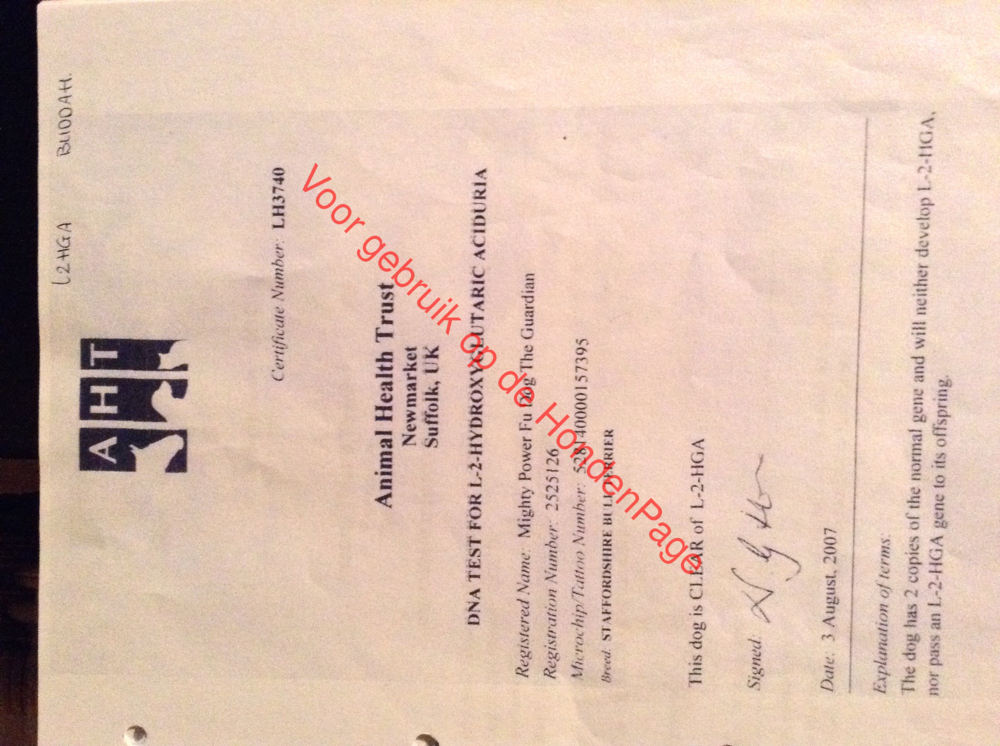 L2HGA BUDDAH.
AHT
Certificate Number: LH3740
Animal Health Trust
Newmarket
Suffolk, UK
DNA TEST FOR L-2-HYDROXYGLUTARIC ACIDURIA
Registered Name: Mighty Power Fu Dog The Guardian
Registration Number: 2525126
Microchip/Tattoo Number: 528140000157395
Breed: STAFFORDSHIRE BULL TERRIER
This dog is CLEAR of L-2-HGA
Signed:
Date: 3 August, 2007
Explanation of terms:
The dog has 2 copies of the normal gene and will neither develop L-2-HGA,
nor pass an L-2-HGA gene to its offspring.
Voor gebruik op de HondenPage